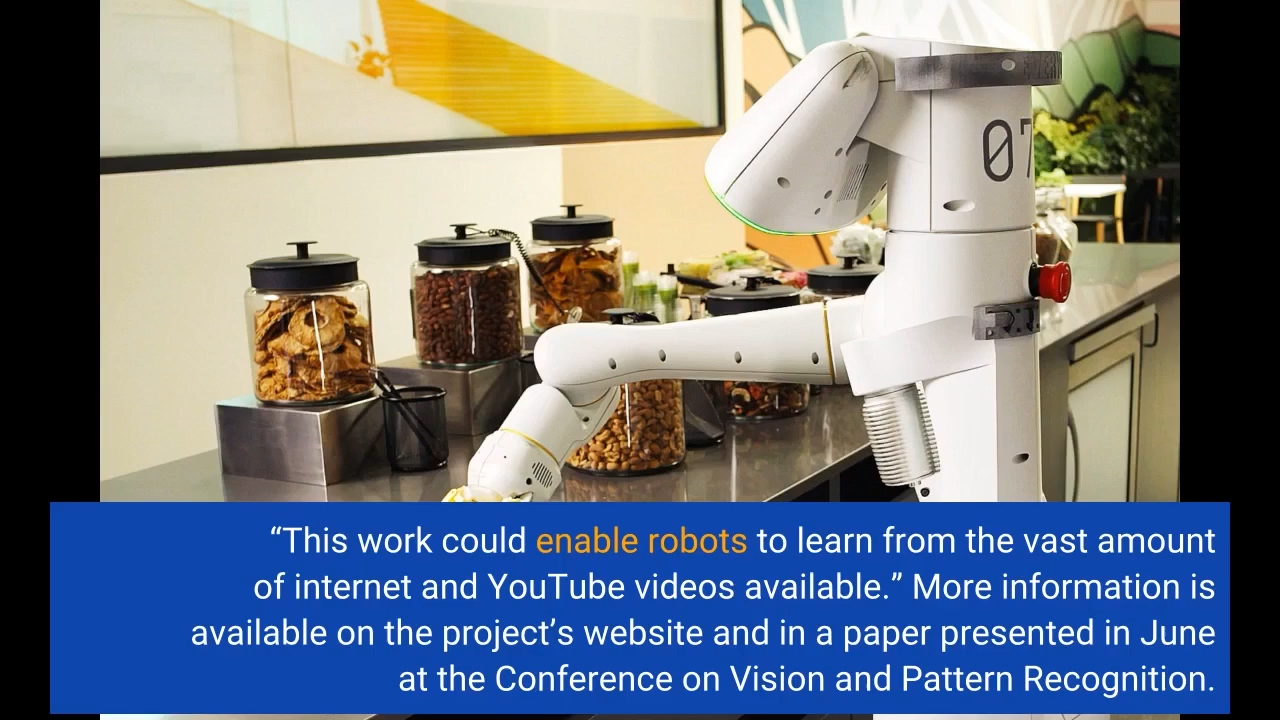 07
“This work could enable robots to learn from the vast amount
of internet and YouTube videos available.” More information is
available on the project’s website and in a paper presented in June
at the Conference on Vision and Pattern Recognition.